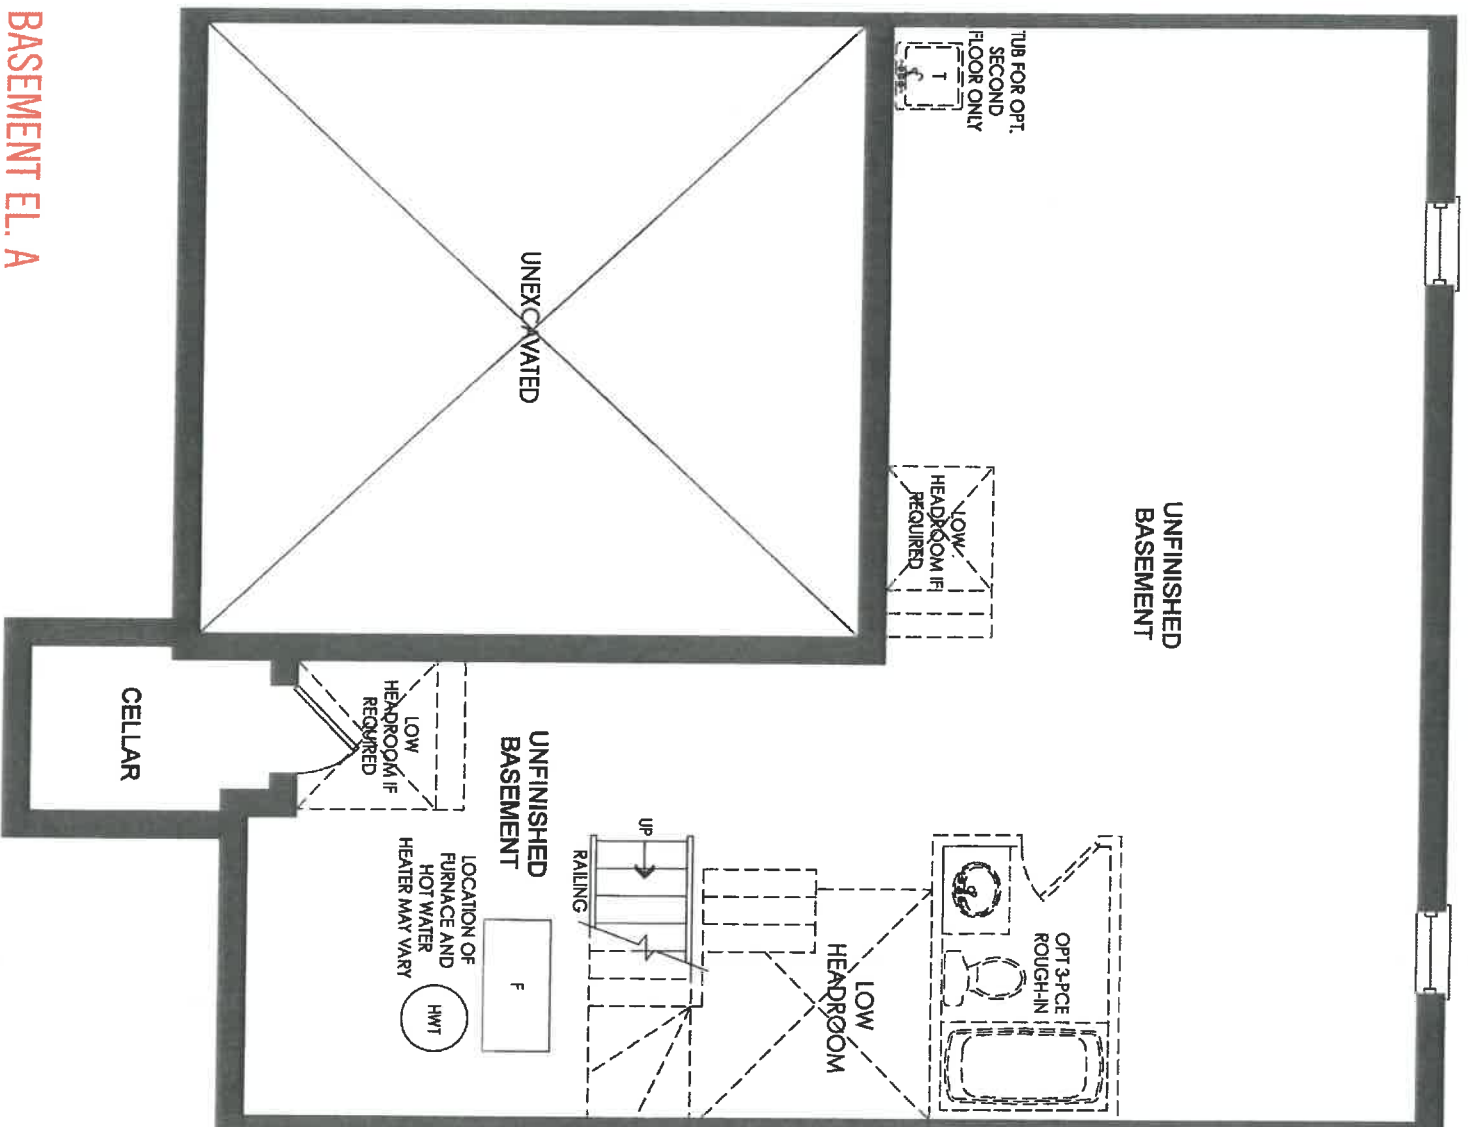 BASEMENT EL. A
TUB FOR OPT.
SECOND
FLOOR ONLY
T
UNEXCAVATED
LOW
HEADROOM IF
REQUIRED
UNFINISHED
BASEMENT
CELLAR
LOW
HEADROOM IF
REQUIRED
UNFINISHED
BASEMENT
UP
RAILING
LOCATION OF
FURNACE AND
HOT WATER
HEATER MAY VARY
F
HWT
LOW
HEADROOM
OPT 3-PCE
ROUGH-IN